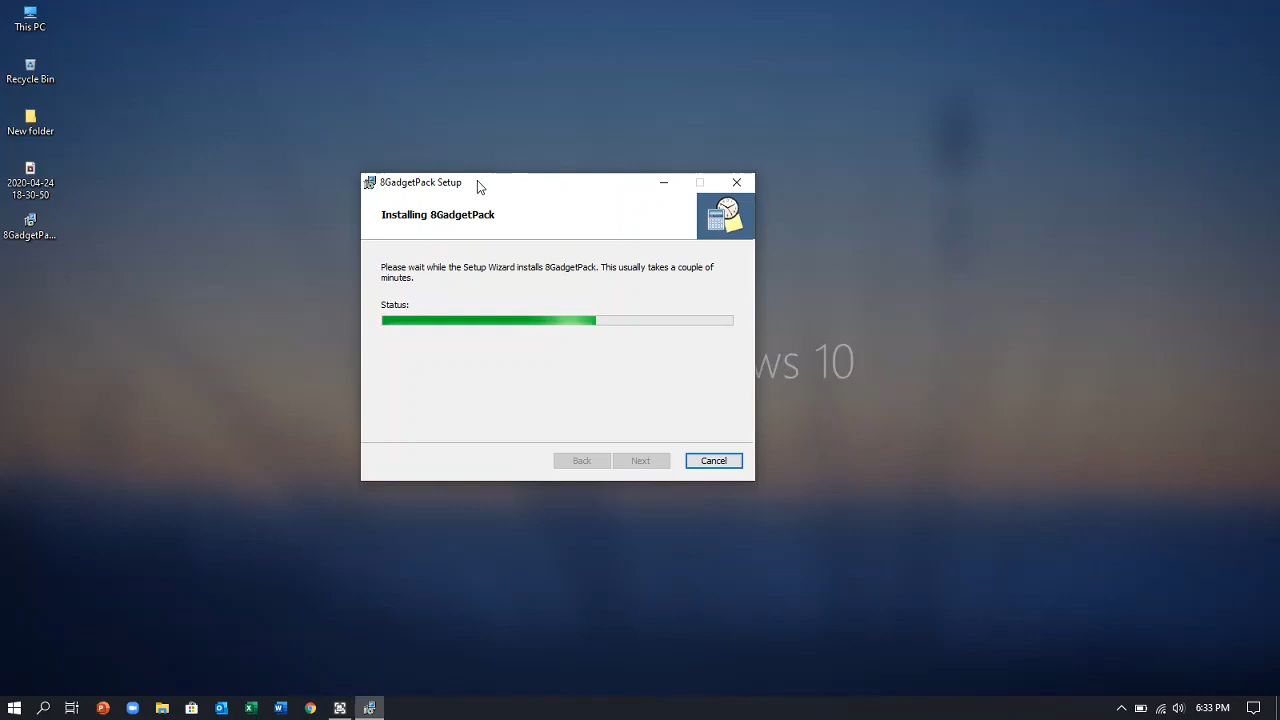 This PC
Recycle Bin
New folder
2020-04-24
18-30-50
8GadgetPa...
8GadgetPack Setup
Installing 8GadgetPack
Please wait while the Setup Wizard installs 8GadgetPack. This usually takes a couple of
minutes.
Status:
ws 10
Back
Next
Cancel
6:33 PM